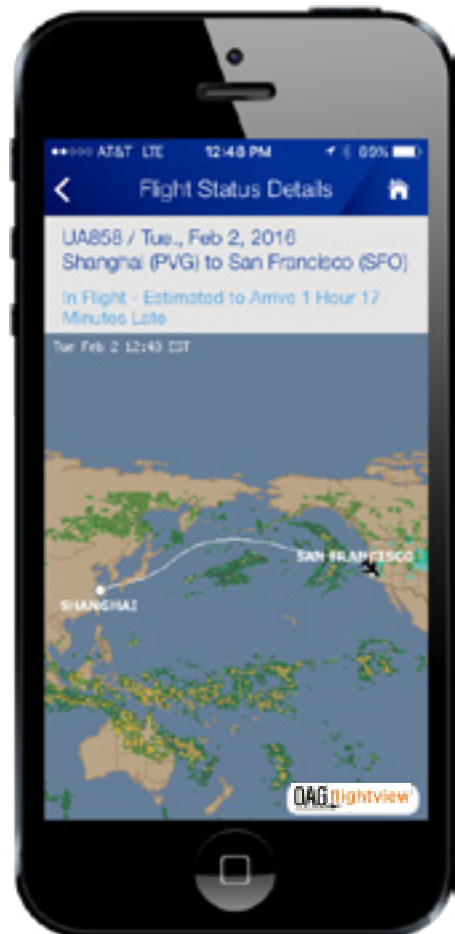 AT&T LTE 12:48 PM 89%
Flight Status Details
UA858 / Tue., Feb 2, 2016
Shanghai (PVG) to San Francisco (SFO)
In Flight - Estimated to Arrive 1 Hour 17
Minutes Late
Tue Feb 2 12:48 EST
SAN FRANCISCO
SHANGHAI
OAG flightview